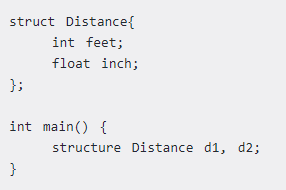 struct Distance{
int feet;
float inch;
};
int main() {
structure Distance d1, d2;
}